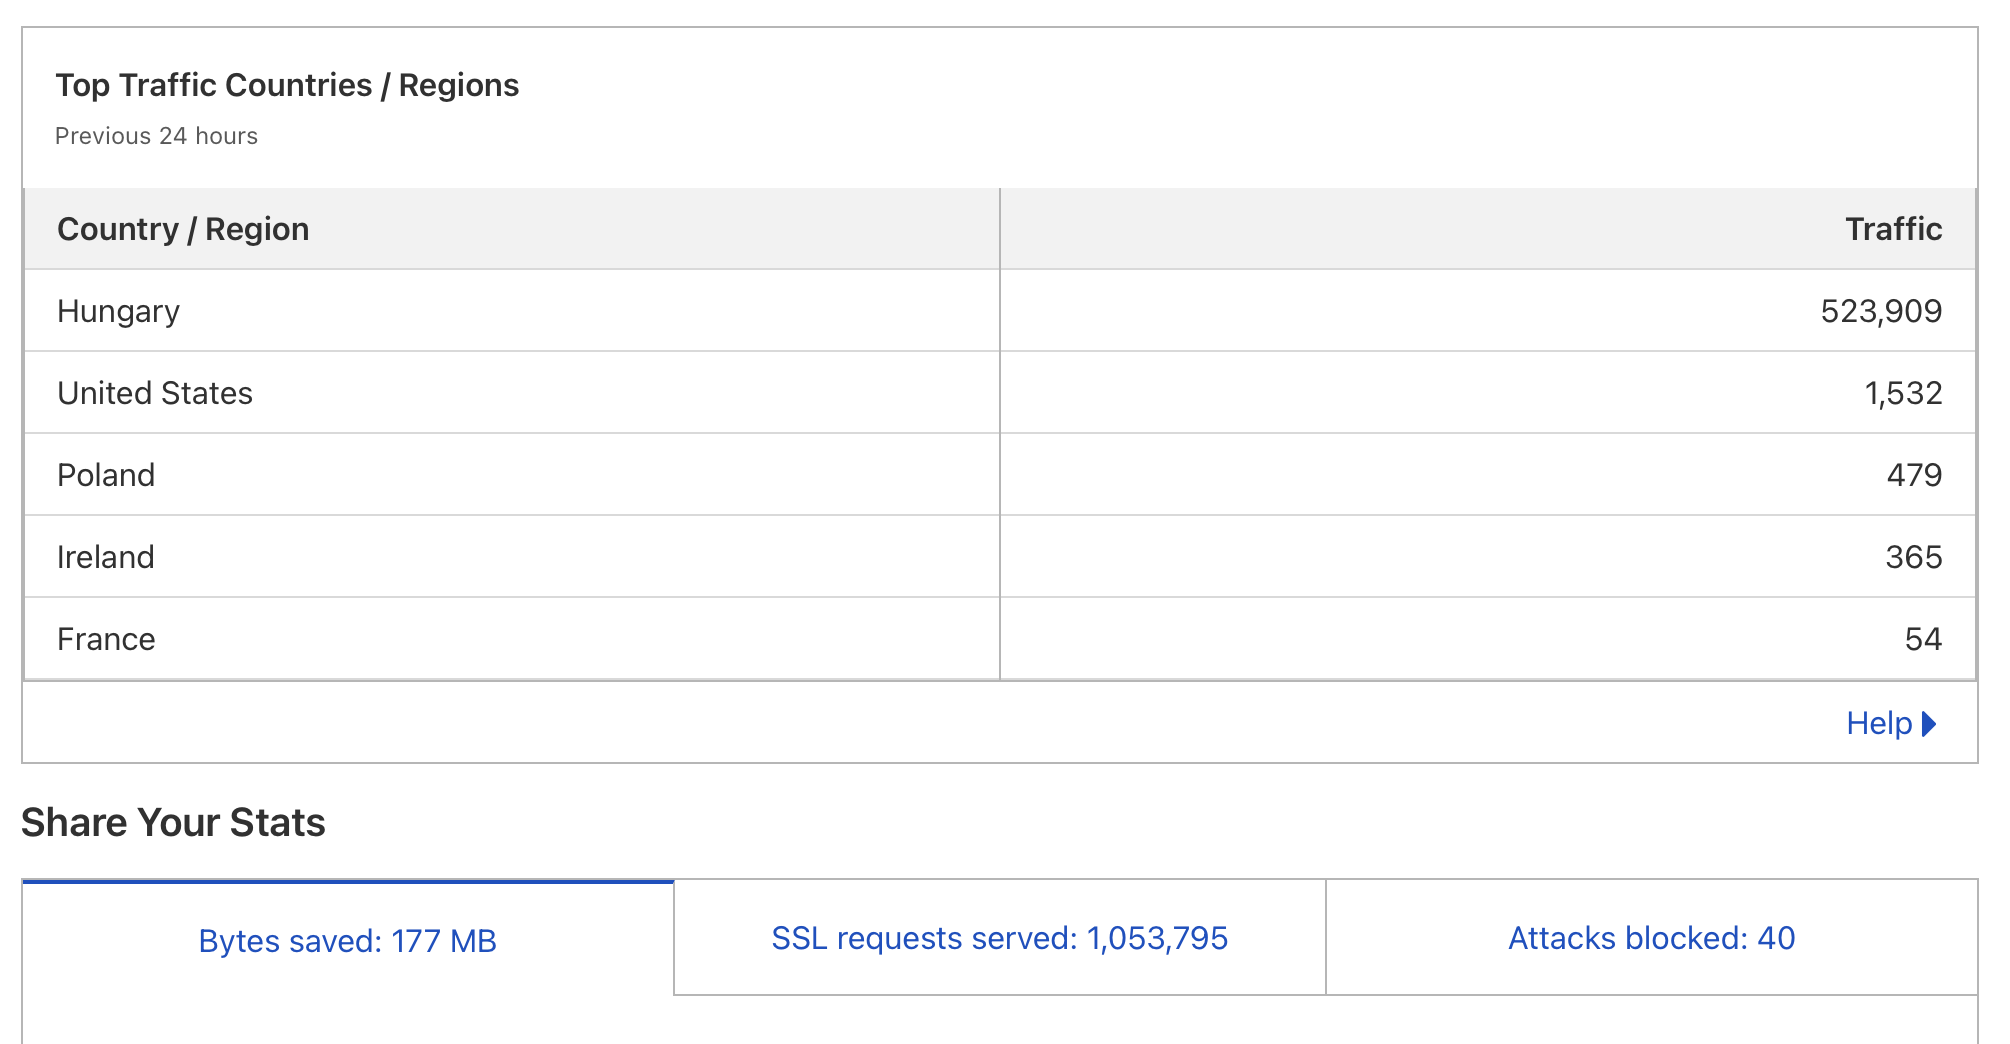 Top Traffic Countries / Regions
Previous 24 hours
Country / Region Traffic
Hungary 523,909
United States 1,532
Poland 479
Ireland 365
France 54
Help
Share Your Stats
Bytes saved: 177 MB SSL requests served: 1,053,795 Attacks blocked: 40